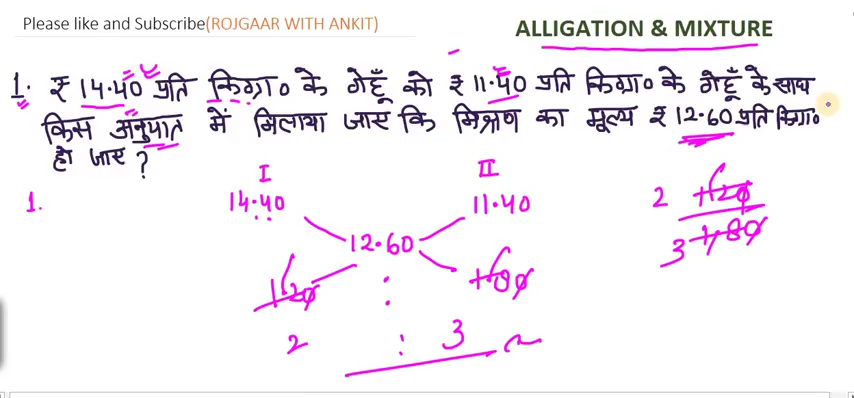 Please like and Subscribe(ROJGAAR WITH ANKIT)
ALLIGATION & MIXTURE
1. ₹ 14.40 प्रति किग्रा० के गेहूँ को ₹ 11.40 प्रति किग्रा० के गेहूँ के साथ
किस अनुपात में मिलाया जाए कि मिश्रण का मूल्य ₹ 12.60 प्रति किग्रा०
हो जाए ?
I II
1. 14.40 11.40
2 1120
3 180
12.60
120 : 180
2 : 3